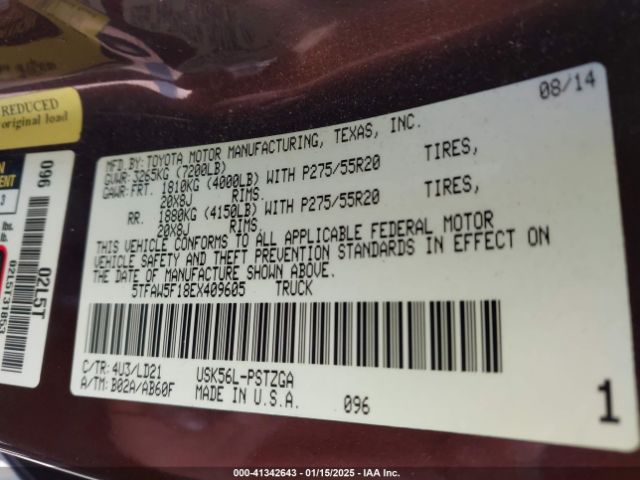 08/14
MFD.BY:TOYOTA MOTOR MANUFACTURING, TEXAS, INC.
GVWR:3265KG (7200LB)
GAWR:FRT. 1810KG (4000LB) WITH P275/55R20 TIRES,
20X8J RIMS.
RR. 1880KG (4150LB) WITH P275/55R20 TIRES,
20X8J RIMS.
THIS VEHICLE CONFORMS TO ALL APPLICABLE FEDERAL MOTOR
VEHICLE SAFETY AND THEFT PREVENTION STANDARDS IN EFFECT ON
THE DATE OF MANUFACTURE SHOWN ABOVE.
5TFAW5F18EX409605 TRUCK
C/TR: 4U3/LD21 USK56L-PSTZGA
A/TM: B02A/AB60F MADE IN U.S.A. 096 1
REDUCED
original load
096
02L5T
02L5T31853
000-41342643 - 01/15/2025 - IAA Inc.